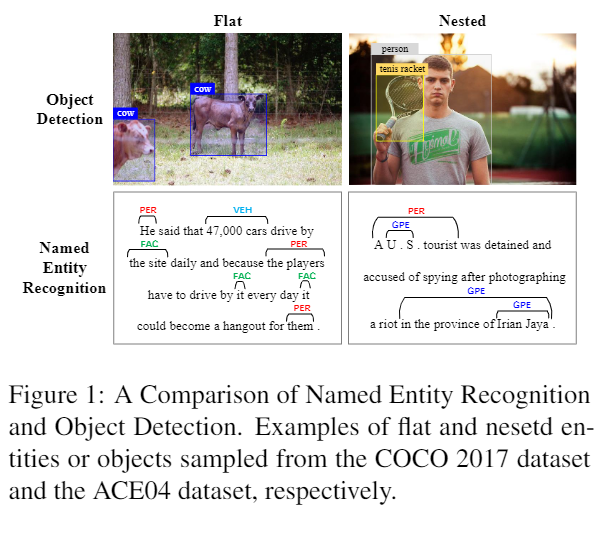 Flat
Nested
Object
Detection
cow
cow
person
tenis racket
Animal
Named
Entity
Recognition
PER
VEH
He said that 47,000 cars drive by
FAC
PER
the site daily and because the players
FAC
FAC
have to drive by it every day it
PER
could become a hangout for them .
PER
GPE
A U . S . tourist was detained and
accused of spying after photographing
GPE
GPE
a riot in the province of Irian Jaya .
Figure 1: A Comparison of Named Entity Recognition
and Object Detection. Examples of flat and nesetd en-
tities or objects sampled from the COCO 2017 dataset
and the ACE04 dataset, respectively.